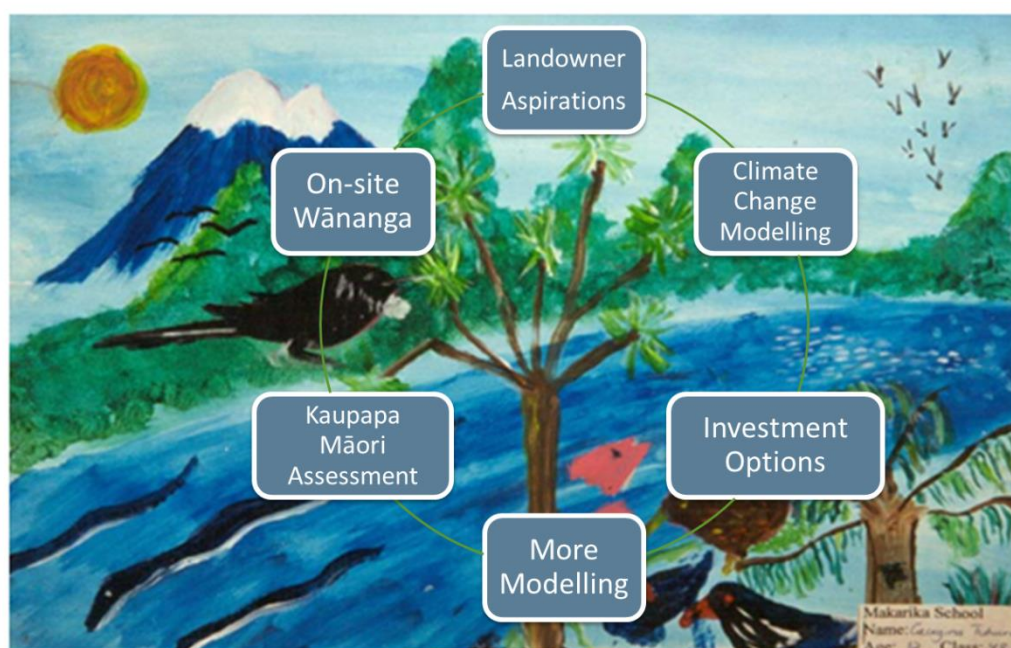 Landowner
Aspirations
Climate
Change
Modelling
Investment
Options
More
Modelling
Kaupapa
Māori
Assessment
On-site
Wānanga
Makarika School
Name: